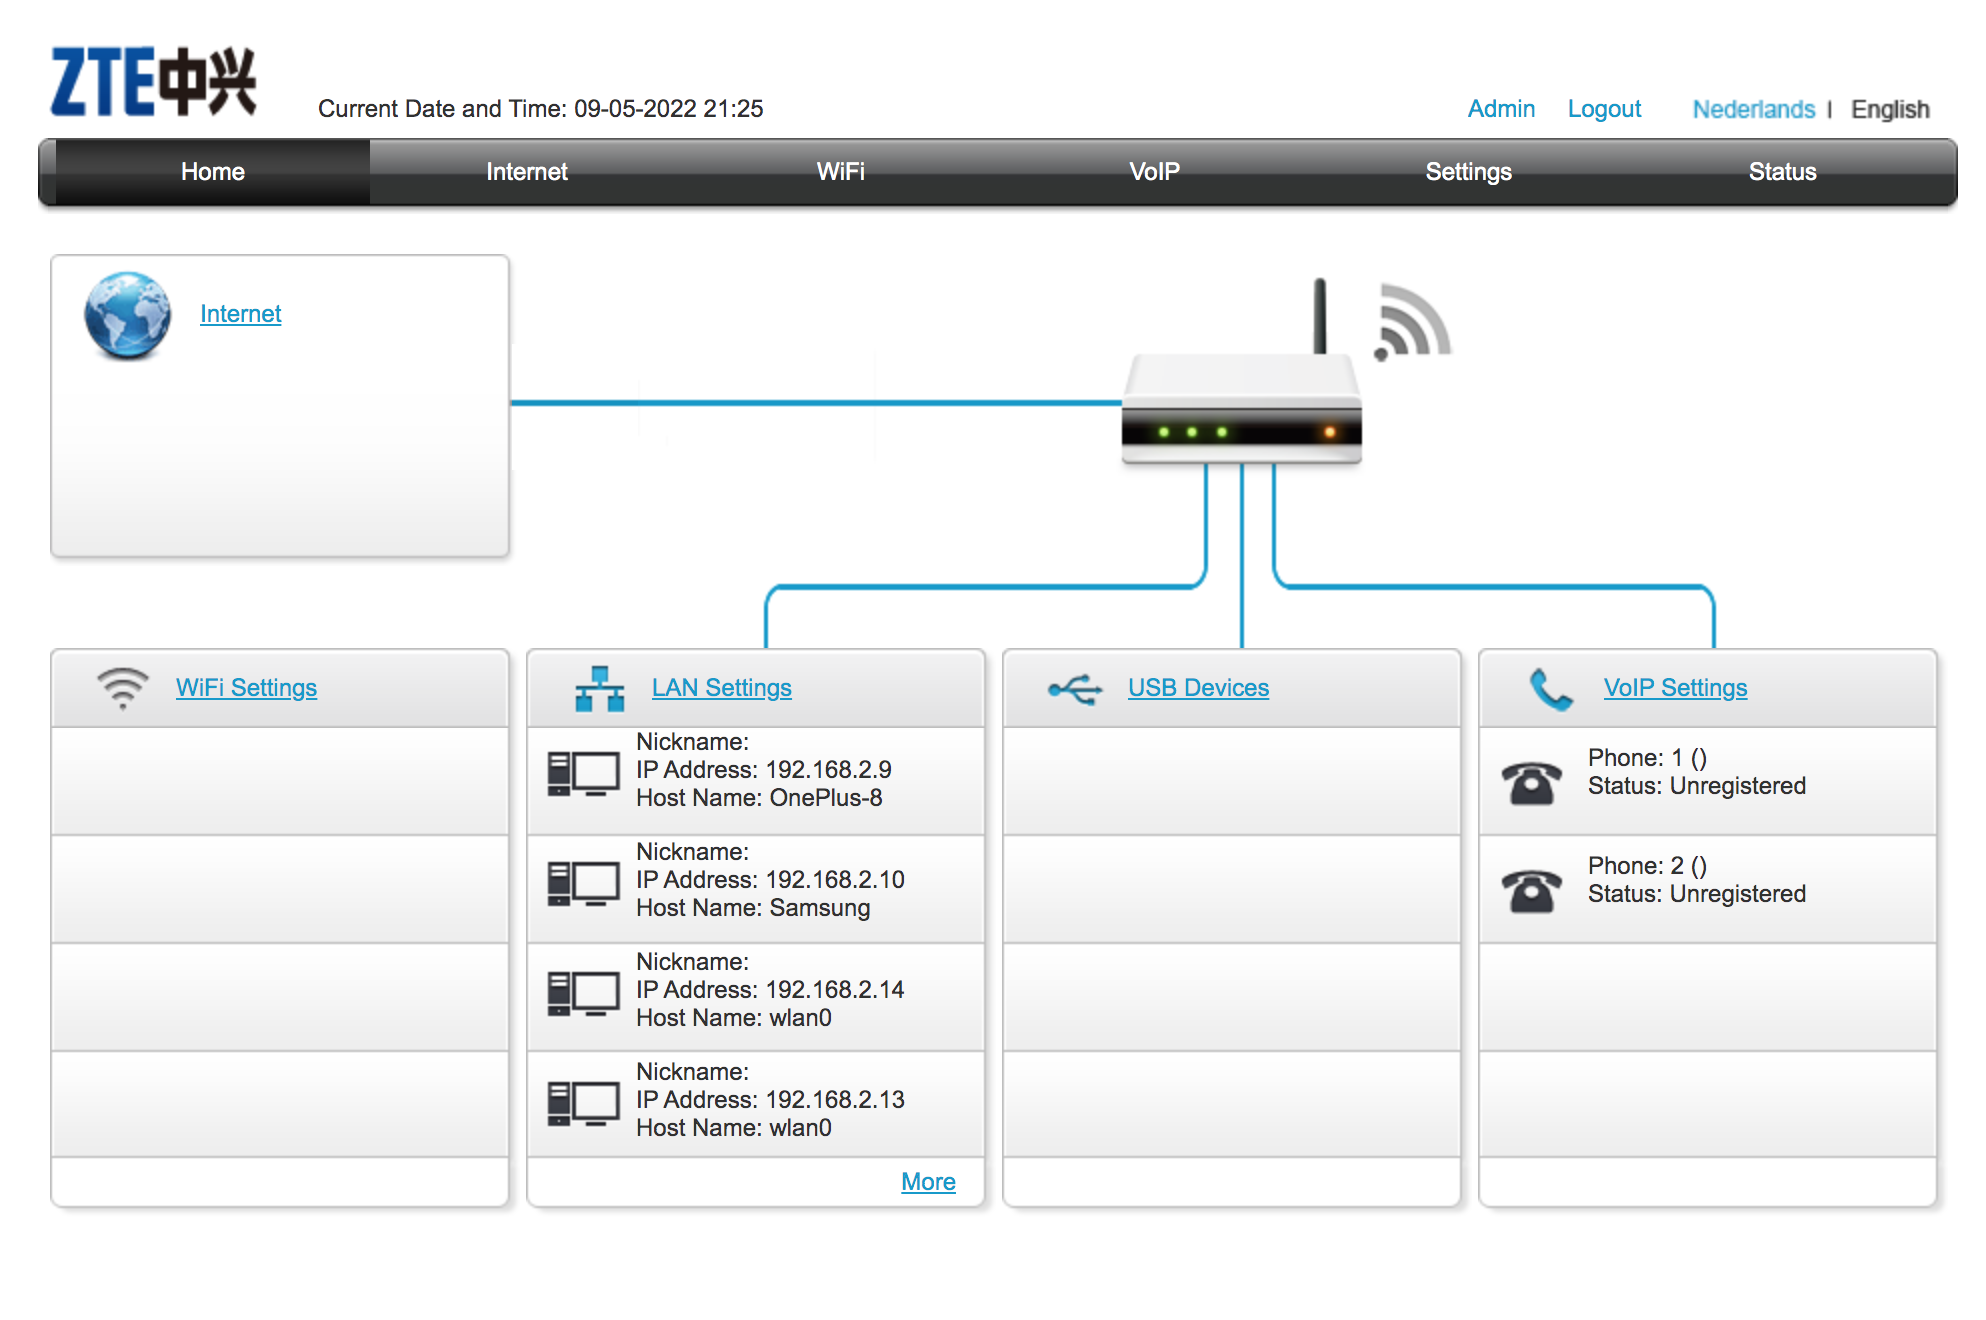 ZTE中兴
Current Date and Time: 09-05-2022 21:25
Admin Logout Nederlands | English
Home Internet WiFi VoIP Settings Status
Internet
WiFi Settings
LAN Settings
Nickname:
IP Address: 192.168.2.9
Host Name: OnePlus-8
Nickname:
IP Address: 192.168.2.10
Host Name: Samsung
Nickname:
IP Address: 192.168.2.14
Host Name: wlan0
Nickname:
IP Address: 192.168.2.13
Host Name: wlan0
More
USB Devices
VoIP Settings
Phone: 1 ()
Status: Unregistered
Phone: 2 ()
Status: Unregistered